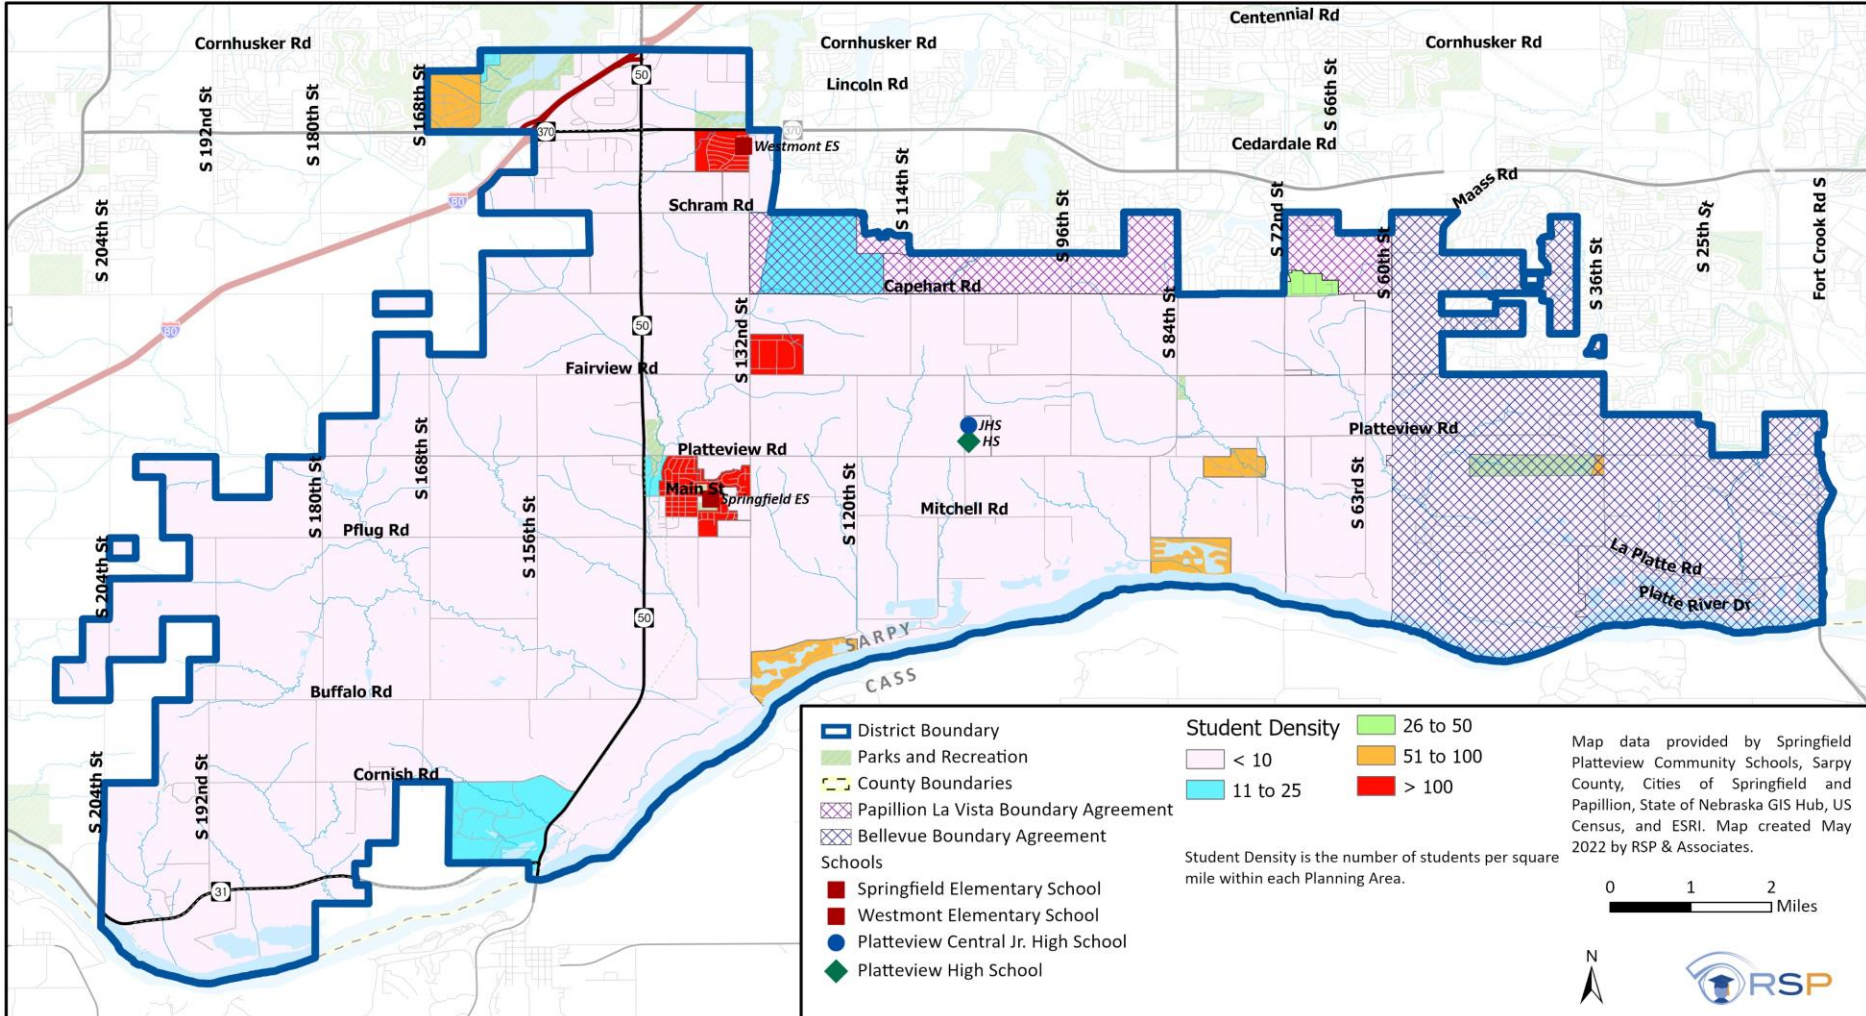 Centennial Rd
Cornhusker Rd
Cornhusker Rd
Cornhusker Rd
50
Lincoln Rd
S 192nd St
S 180th St
S 168th St
S 66th St
370
370
Westmont ES
Cedardale Rd
S 114th St
Maass Rd
80
Schram Rd
S 204th St
S 96th St
S 72nd St
S 60th St
S 36th St
S 25th St
Fort Crook Rd S
Capehart Rd
80
50
S 132nd St
S 84th St
Fairview Rd
JHS
HS
Platteview Rd
Platteview Rd
S 168th St
S 180th St
Main St
Springfield ES
S 120th St
Mitchell Rd
S 63rd St
Pflug Rd
S 156th St
S 204th St
La Platte Rd
Platte River Dr
50
SARPY
CASS
Buffalo Rd
Cornish Rd
S 204th St
S 192nd St
31
District Boundary
Parks and Recreation
County Boundaries
Papillion La Vista Boundary Agreement
Bellevue Boundary Agreement
Schools
Springfield Elementary School
Westmont Elementary School
Platteview Central Jr. High School
Platteview High School
Student Density
< 10
11 to 25
26 to 50
51 to 100
> 100
Student Density is the number of students per square
mile within each Planning Area.
Map data provided by Springfield
Platteview Community Schools, Sarpy
County, Cities of Springfield and
Papillion, State of Nebraska GIS Hub, US
Census, and ESRI. Map created May
2022 by RSP & Associates.
0 1 2
Miles
N
RSP